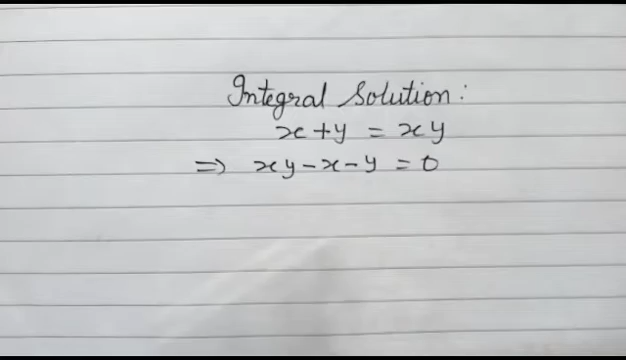 Integral Solution:
x+y = xy
=> xy-x-y = 0